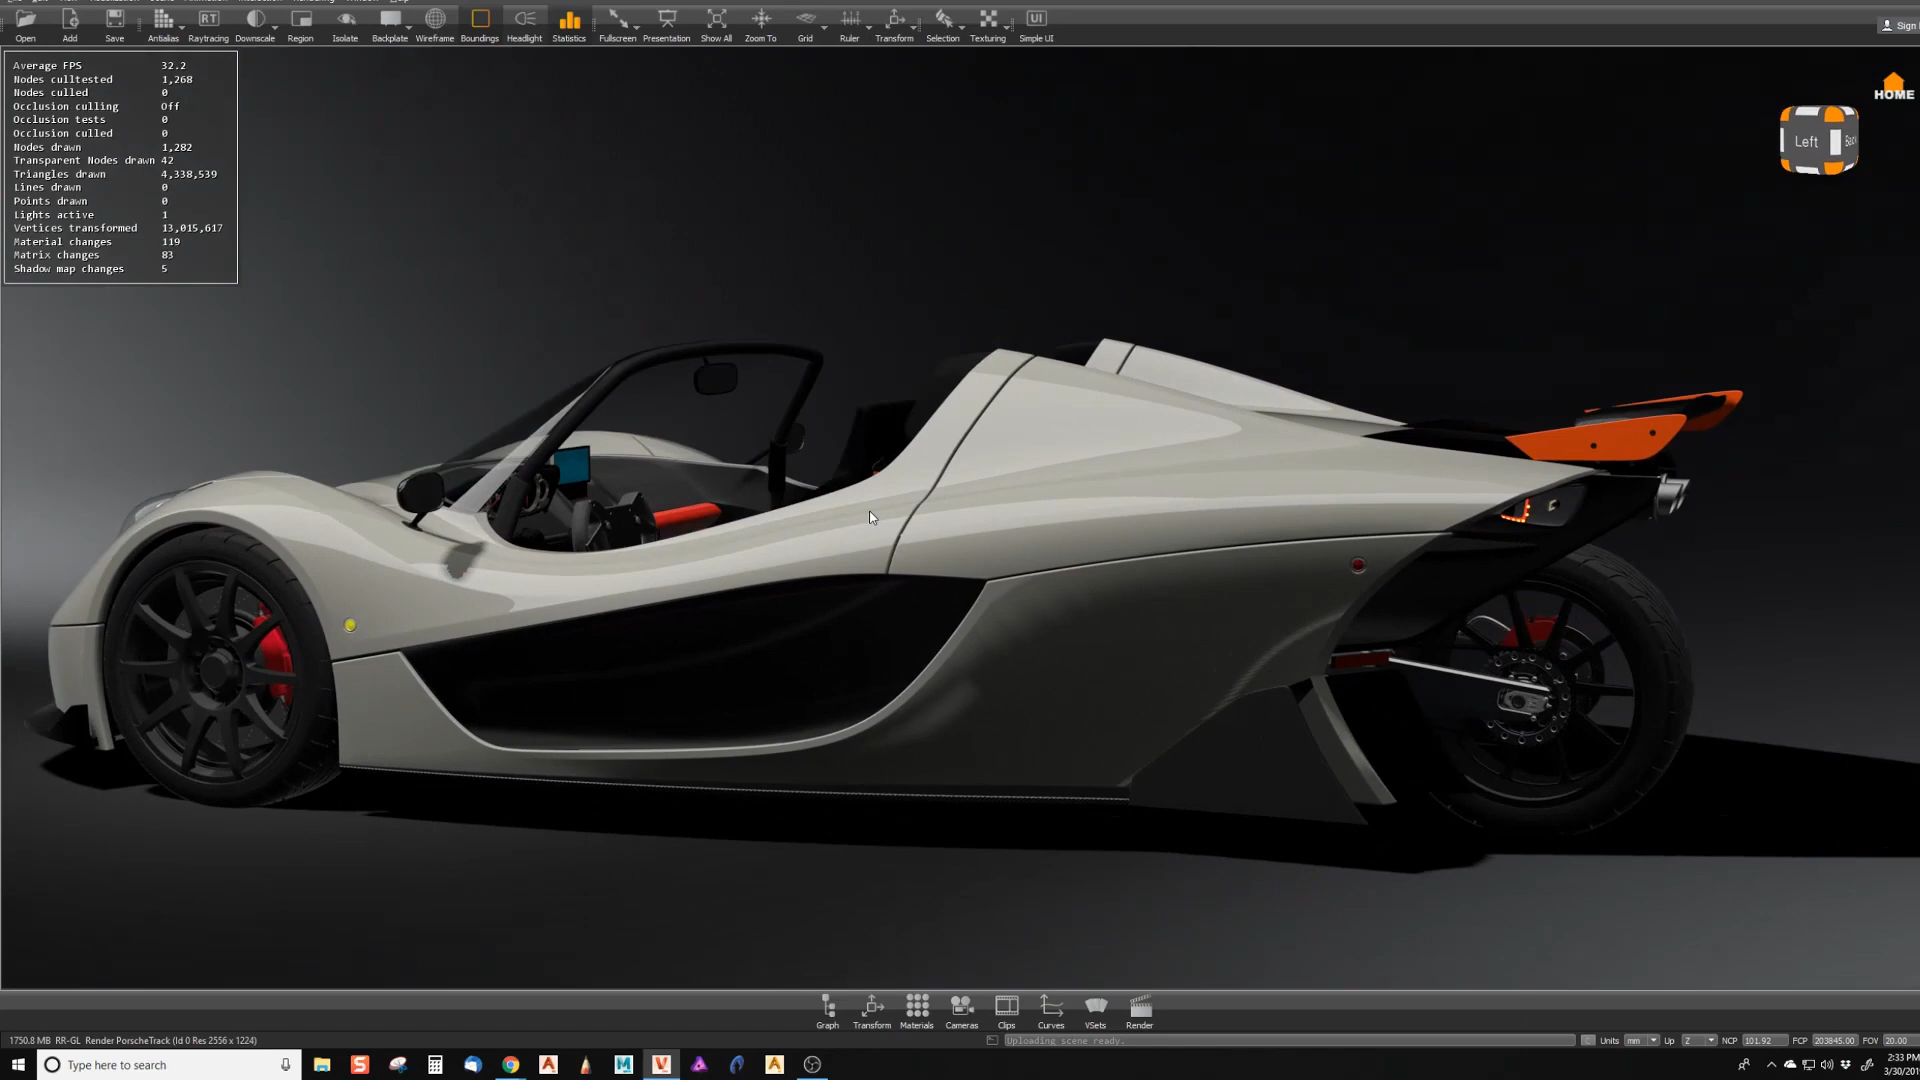 Open Add Save Antialias Raytracing Downscale Region Isolate Backplate Wireframe Boundings Headlight Statistics Fullscreen Presentation Show All Zoom To Grid Ruler Transform Selection Texturing Simple UI
RT
UI
Sign
Average FPS 32.2
Nodes culltested 1,268
Nodes culled 0
Occlusion culling Off
Occlusion tests 0
Occlusion culled 0
Nodes drawn 1,282
Transparent Nodes drawn 42
Triangles drawn 4,338,539
Lines drawn 0
Points drawn 0
Lights active 1
Vertices transformed 13,015,617
Material changes 119
Matrix changes 83
Shadow map changes 5
HOME
Left Back
Graph Transform Materials Cameras Clips Curves VSets Render
1750.8 MB RR-GL Render PorscheTrack (Id 0 Res 2556 x 1224) Uploading scene ready. Units mm Up Z NCP 101.92 FCP 203845.00 FOV 20.00
Type here to search
2:33 PM
3/30/201